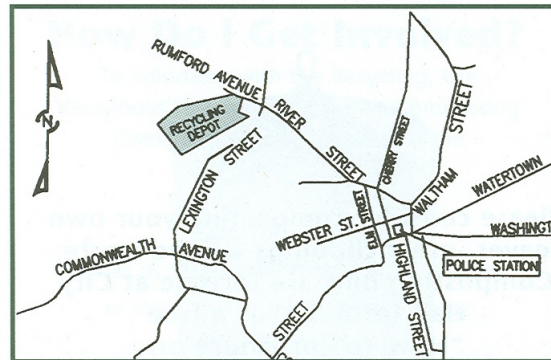 RUMFORD AVENUE
RIVER STREET
RECYCLING DEPOT
CHERRY STREET
WALTHAM STREET
LEXINGTON STREET
WATERTOWN
N
ELM STREET
WEBSTER ST.
WASHINGT
COMMONWEALTH AVENUE
POLICE STATION
HIGHLAND STREET
STREET